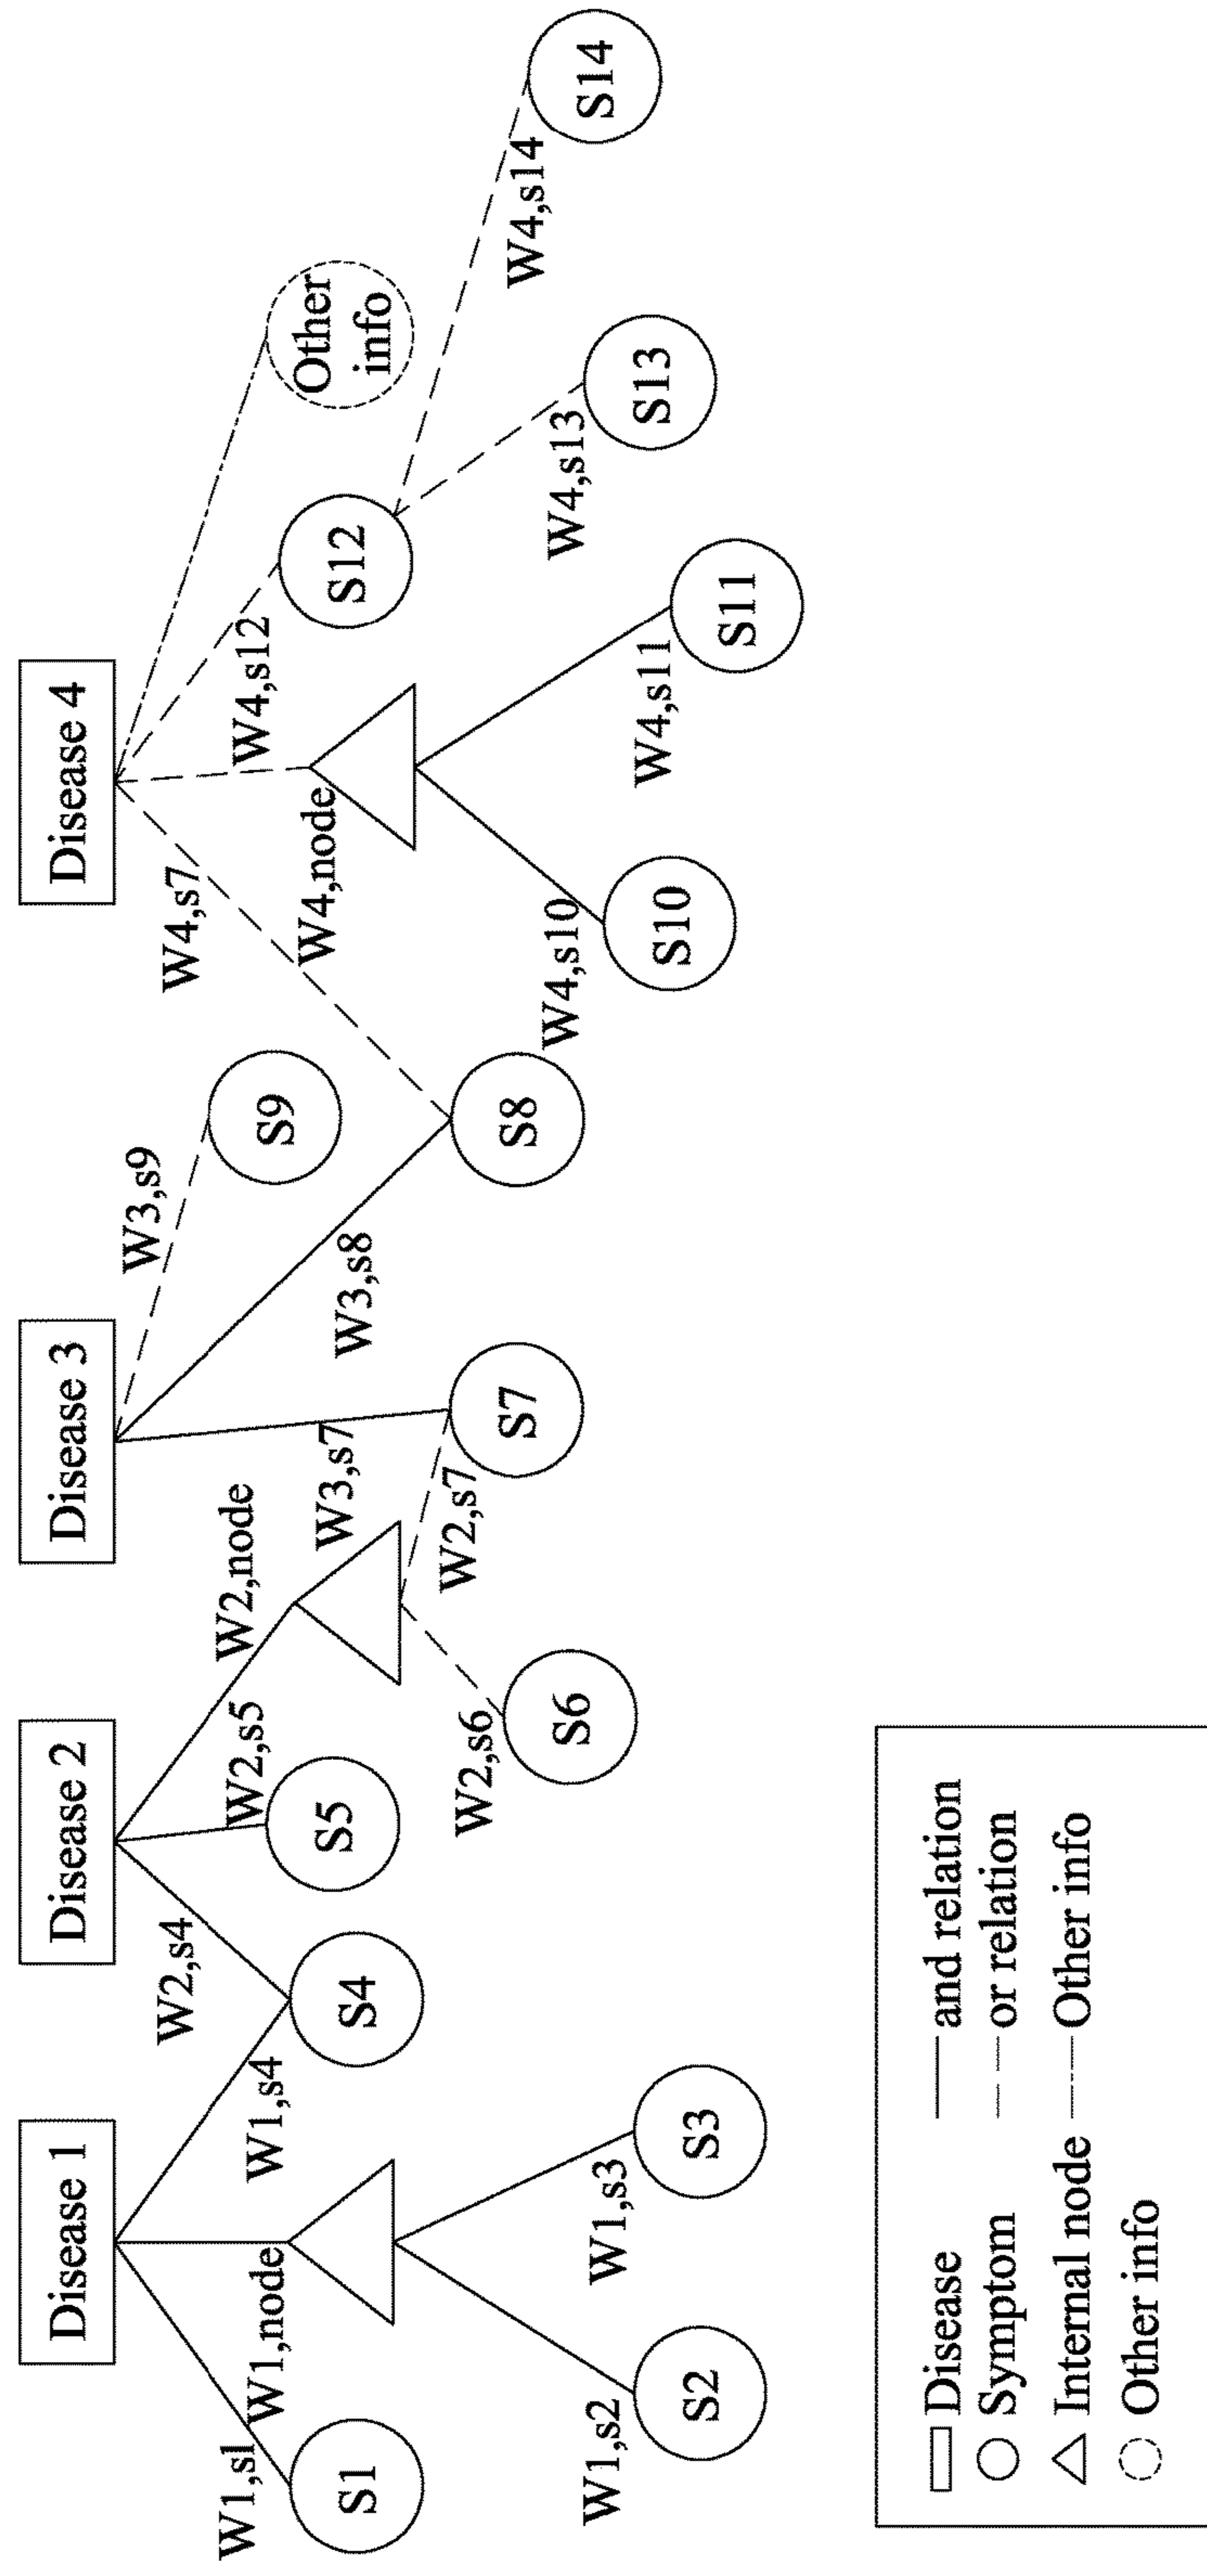 Disease 1
Disease 2
Disease 3
Disease 4
W1,s1
W1,node
W1,s4
W2,s4
W2,s5
W2,node
W3,s7
W3,s8
W3,s9
W4,s7
W4,node
W4,s12
S1
S4
S5
S9
S12
Other
info
W1,s2
W1,s3
W2,s6
W2,s7
W4,s10
W4,s11
W4,s13
W4,s14
S2
S3
S6
S7
S8
S10
S11
S13
S14
Disease
and relation
Symptom
or relation
Internal node
Other info
Other info